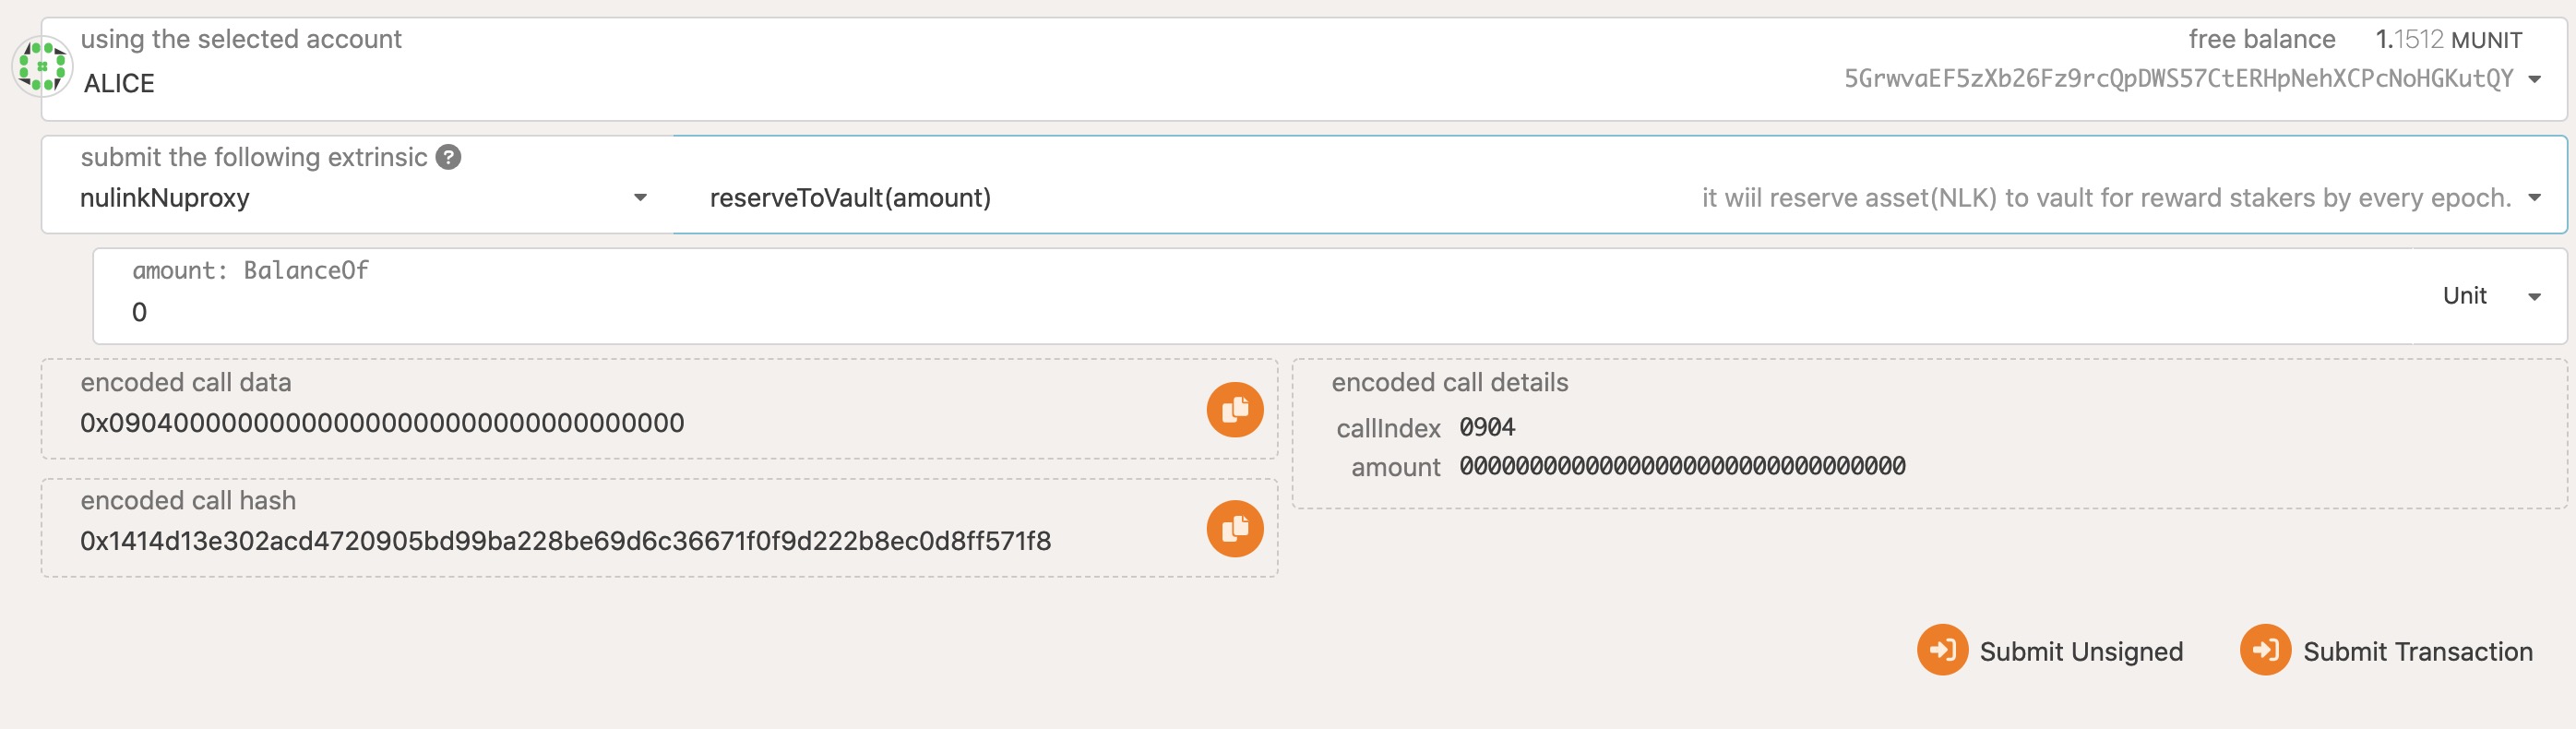 using the selected account
free balance 1.1512 MUNIT
ALICE
5GrwvaEF5zXb26Fz9rcQpDWS57CtERHpNehXCPcNoHGKutQY
submit the following extrinsic ?
nulinkNuproxy
reserveToVault(amount)
it wiil reserve asset(NLK) to vault for reward stakers by every epoch.
amount: BalanceOf
0
Unit
encoded call data
0x090400000000000000000000000000000000
encoded call details
callIndex 0904
amount 00000000000000000000000000000000
encoded call hash
0x1414d13e302acd4720905bd99ba228be69d6c36671f0f9d222b8ec0d8ff571f8
Submit Unsigned
Submit Transaction